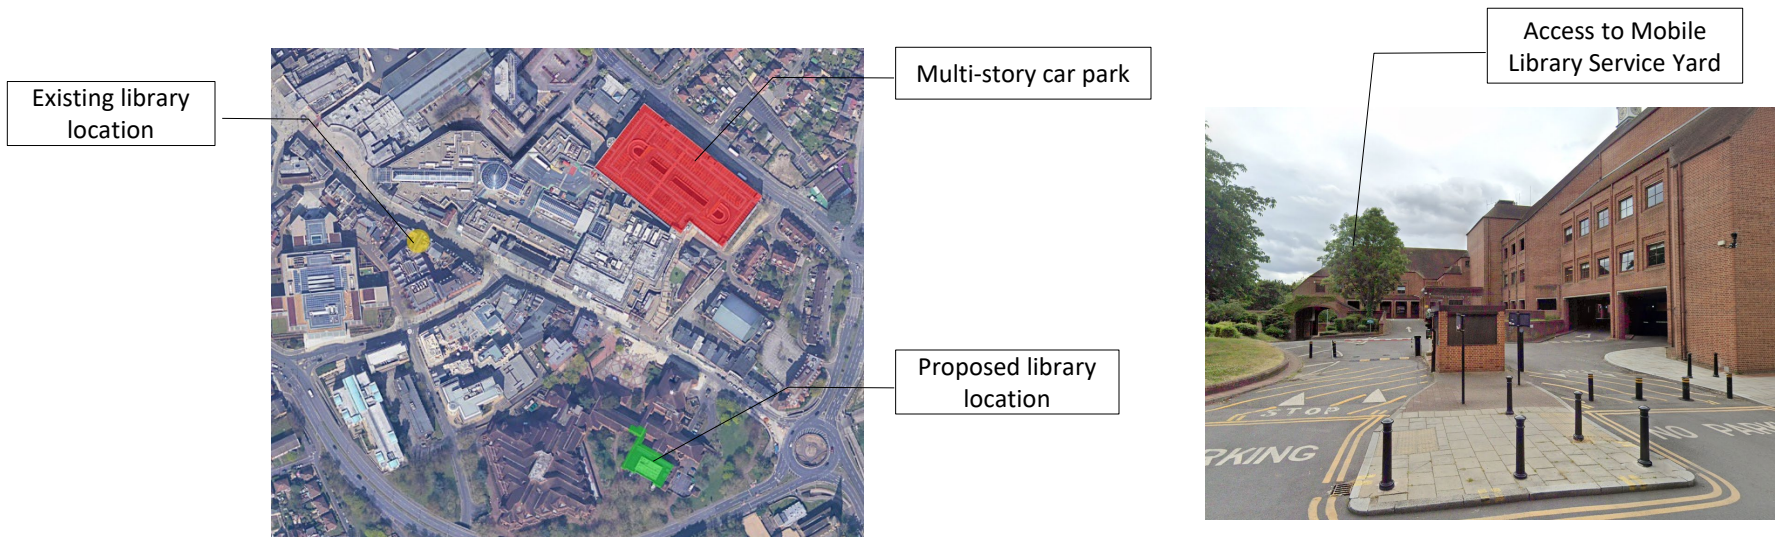 Existing library
location
Multi-story car park
Proposed library
location
Access to Mobile
Library Service Yard
STOP
RKING
NO PARK